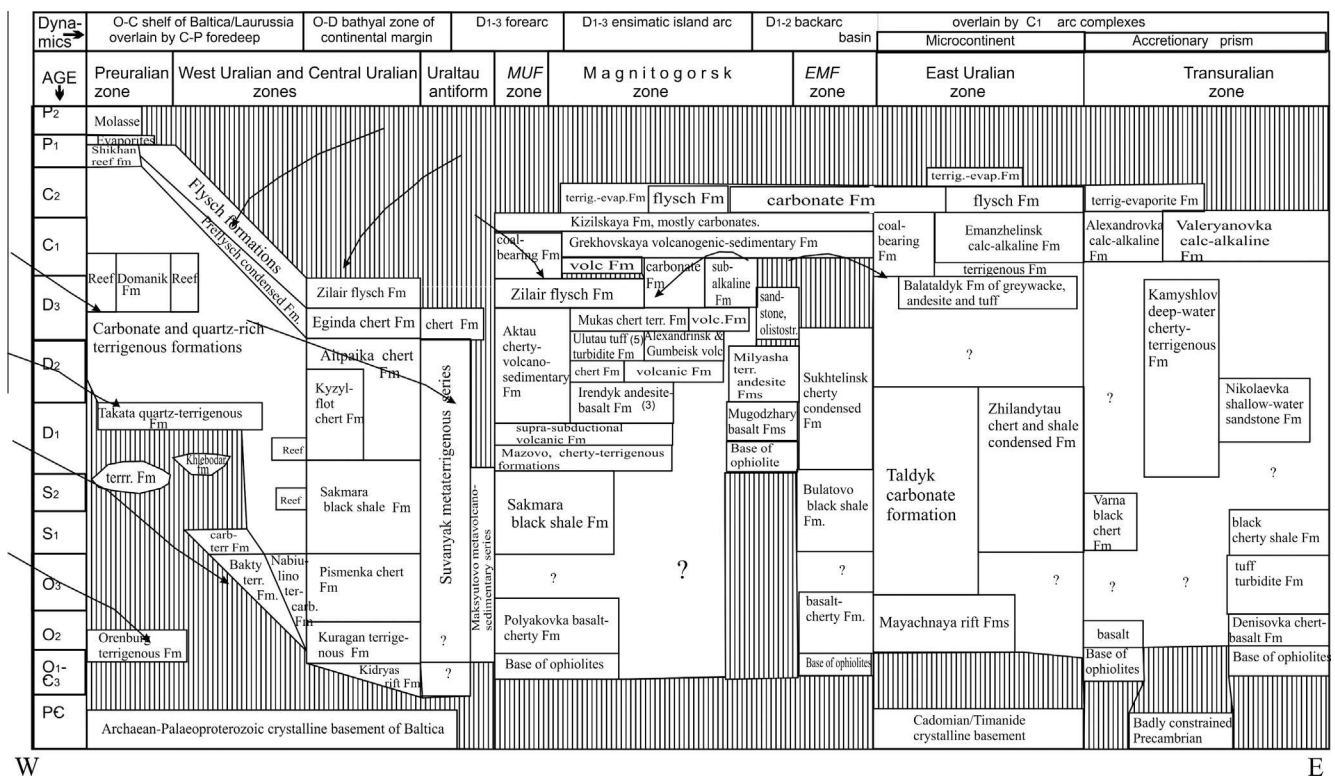 Dyna-
mics
O-C shelf of Baltica/Laurussia
overlain by C-P foredeep
O-D bathyal zone of
continental margin
D1-3 forearc
D1-3 ensimatic island arc
D1-2 backarc
basin
overlain by C1 arc complexes
Microcontinent
Accretionary prism
AGE
Preuralian
zone
West Uralian and Central Uralian
zones
Uraltau
antiform
MUF
zone
Magnitogorsk
zone
EMF
zone
East Uralian
zone
Transuralian
zone
P2
Molasse
P1
Evaporites
Shikhan
reef fm
Flysch formations
Preflysch condensed Fm.
C2
terrig.-evap.Fm
flysch Fm
carbonate Fm
terrig.-evap.Fm
flysch Fm
terrig-evaporite Fm
Kizilskaya Fm, mostly carbonates.
C1
coal-
bearing Fm
Grekhovskaya volcanogenic-sedimentary Fm
volc Fm
carbonate
Fm
sub-
alkaline
Fm
coal-
bearing
Fm
Emanzhelinsk
calc-alkaline Fm
terrigenous Fm
Alexandrovka
calc-alkaline
Fm
Valeryanovka
calc-alkaline
Fm
Reef
Domanik
Fm
Reef
Zilair flysch Fm
Zilair flysch Fm
sand-
stone,
olistostr.
Balataldyk Fm of greywacke,
andesite and tuff
D3
Carbonate and quartz-rich
terrigenous formations
Eginda chert Fm
chert Fm
Aktau
cherty-
volcano-
sedimentary
Fm
Mukas chert terr. Fm
volc.Fm
Ulutau tuff (5)
turbidite Fm
Alexandrinsk &
Gumbeisk volc
Kamyshlov
deep-water
cherty-
terrigenous
Fm
?
D2
Aitpaika chert
Fm
Kyzyl-
flot
chert Fm
chert Fm
volcanic Fm
Milyasha
terr.
andesite
Fms
Sukhtelinsk
cherty
condensed
Fm
Irendyk andesite-
basalt Fm (3)
Nikolaevka
shallow-water
sandstone Fm
?
D1
Takata quartz-terrigenous
Fm
Reef
supra-subductional
volcanic Fm
Mugodzhary
basalt Fms
Mazovo, cherty-terrigenous
formations
Base of
ophiolite
Zhilandytau
chert and shale
condensed Fm
?
Khlebodar
fm
terrr. Fm
S2
Reef
Sakmara
black shale Fm
Suvanyak metaterrigenous series
Maksyutovo metavolcano-
sedimentary series
Sakmara
black shale Fm
Bulatovo
black shale
Fm.
Taldyk
carbonate
formation
Varna
black
chert
Fm
S1
carb-
terr Fm
black
cherty shale Fm
O3
Bakty
terr.
Fm.
Nabiu-
lino
ter-
carb.
Fm
Pismenka chert
Fm
?
?
?
?
?
tuff
turbidite Fm
O2
Orenburg
terrigenous Fm
Kuragan terrige-
nous Fm
?
Polyakovka basalt-
cherty Fm
basalt-
cherty Fm.
Mayachnaya rift Fms
basalt
Denisovka chert-
basalt Fm
O1-
Є3
Kidryas
rift Fm
?
Base of ophiolites
Base of ophiolites
Base of
ophiolites
Base of ophiolites
PЄ
Archaean-Palaeoproterozoic crystalline basement of Baltica
Cadomian/Timanide
crystalline basement
Badly constrained
Precambrian
W
E